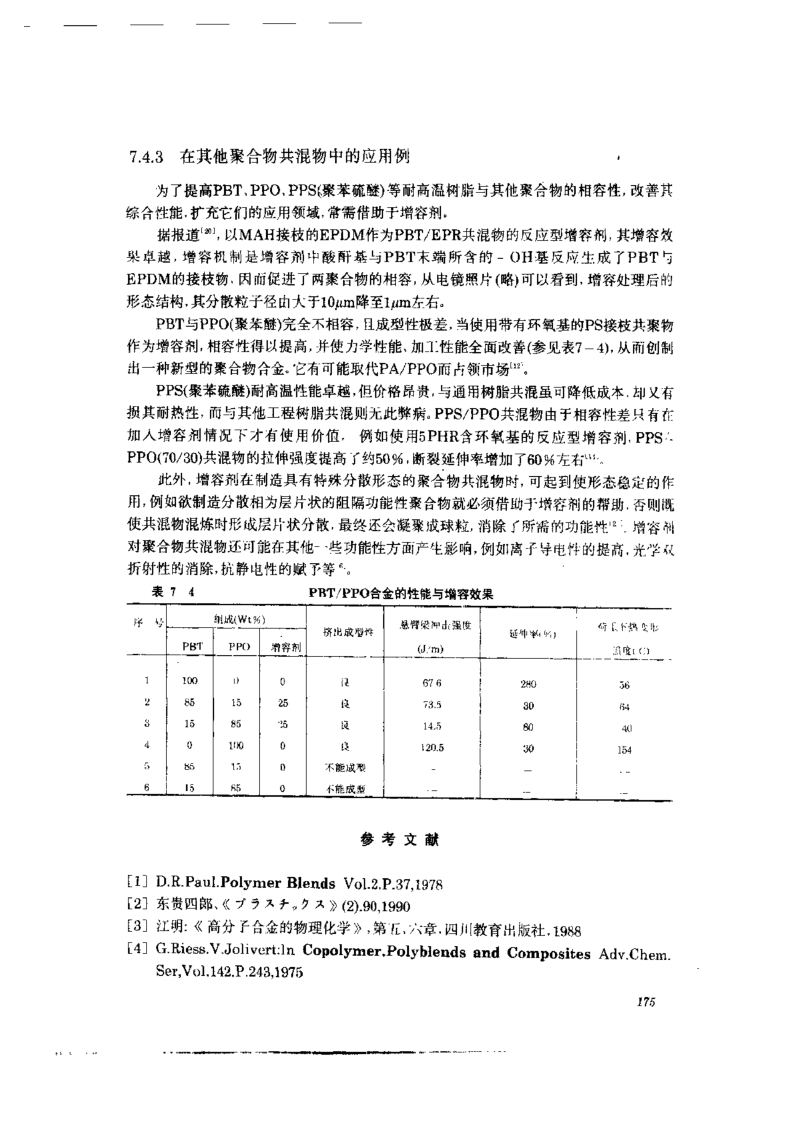 7.4.3 在其他聚合物共混物中的应用例
为了提高PBT、PPO、PPS(聚苯硫醚)等耐高温树脂与其他聚合物的相容性,改善其
综合性能,扩充它们的应用领域,常需借助于增容剂。
据报道,以MAH接枝的EPDM作为PBT/EPR共混物的反应型增容剂,其增容效
果卓越,增容机制是增容剂中酸酐基与PBT末端所含的-OH基反应生成了PBT与
EPDM的接枝物,因而促进了两聚合物的相容,从电镜照片(略)可以看到,增容处理后的
形态结构,其分散粒子径由大于10μm降至1μm左右。
PBT与PPO(聚苯醚)完全不相容,且成型性极差,当使用带有环氧基的PS接枝共聚物
作为增容剂,相容性得以提高,并使力学性能、加工性能全面改善(参见表7-4),从而创制
出一种新型的聚合物合金。它有可能取代PA/PPO而占领市场[12]。
PPS(聚苯硫醚)耐高温性能卓越,但价格昂贵,与通用树脂共混虽可降低成本,却又有
损其耐热性,而与其他工程树脂共混则无此弊病。PPS/PPO共混物由于相容性差只有在
加入增容剂情况下才有使用价值. 例如使用5PHR含环氧基的反应型增容剂,PPS/
PPO(70/30)共混物的拉伸强度提高了约50%,断裂延伸率增加了60%左右
此外,增容剂在制造具有特殊分散形态的聚合物共混物时,可起到使形态稳定的作
用,例如欲制造分散相为层片状的阻隔功能性聚合物就必须借助于增容剂的帮助,否则既
使共混物混炼时形成层片状分散,最终还会凝聚成球粒,消除了所需的功能性[2]. 增容剂
对聚合物共混物还可能在其他一些功能性方面产生影响,例如离子导电性的提高,光学双
折射性的消除,抗静电性的赋予等
表 7 4 PBT/PPO合金的性能与增容效果
序 号 组成(Wt%) 挤出成型性 悬臂梁冲击强度 延伸率(%) 荷长下热变形
PBT PPO 增容剂 (J/m) 温度(C)
1 100 0 0 良 67 6 280 56
2 85 15 25 良 73.5 30 64
3 15 85 25 良 14.5 80 40
4 0 100 0 良 120.5 30 154
5 85 15 0 不能成型 - — --
6 15 85 0 不能成型 -- — —
参 考 文 献
[1] D.R.Paul.Polymer Blends Vol.2.P.37,1978
[2] 东贵四郎、《プラスチックス》(2).90,1990
[3] 江明:《高分子合金的物理化学》,第五,六章.四川教育出版社.1988
[4] G.Riess.V.Jolivert:ln Copolymer,Polyblends and Composites Adv.Chem.
Ser,Vol.142.P.243,1975
175